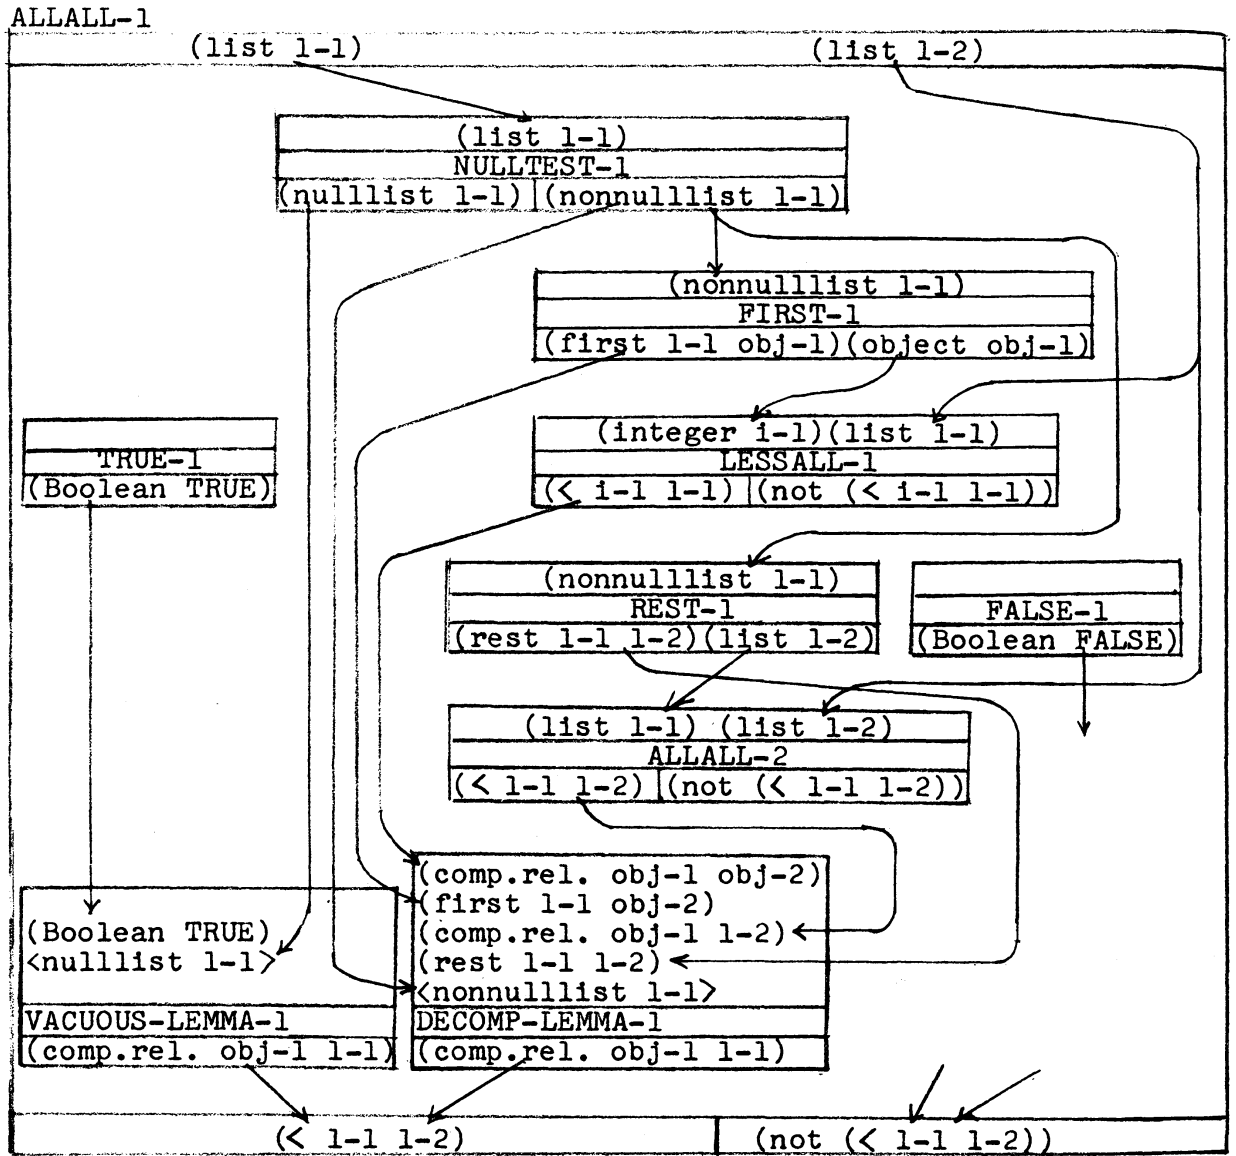 ALLALL-1
(list l-1) (list l-2)
(list l-1)
NULLTEST-1
(nulllist l-1) (nonnulllist l-1)
(nonnulllist l-1)
FIRST-1
(first l-1 obj-1)(object obj-1)
(integer i-1)(list l-1)
TRUE-1 LESSALL-1
(Boolean TRUE) (< i-1 l-1) (not (< i-1 l-1))
(nonnulllist l-1)
REST-1 FALSE-1
(rest l-1 l-2)(list l-2) (Boolean FALSE)
(list l-1) (list l-2)
ALLALL-2
(< l-1 l-2) (not (< l-1 l-2))
(comp.rel. obj-1 obj-2)
(first l-1 obj-2)
(Boolean TRUE) (comp.rel. obj-1 l-2)
<nulllist l-1> (rest l-1 l-2)
<nonnulllist l-1>
VACUOUS-LEMMA-1 DECOMP-LEMMA-1
(comp.rel. obj-1 l-1) (comp.rel. obj-1 l-1)
(< l-1 l-2) (not (< l-1 l-2))